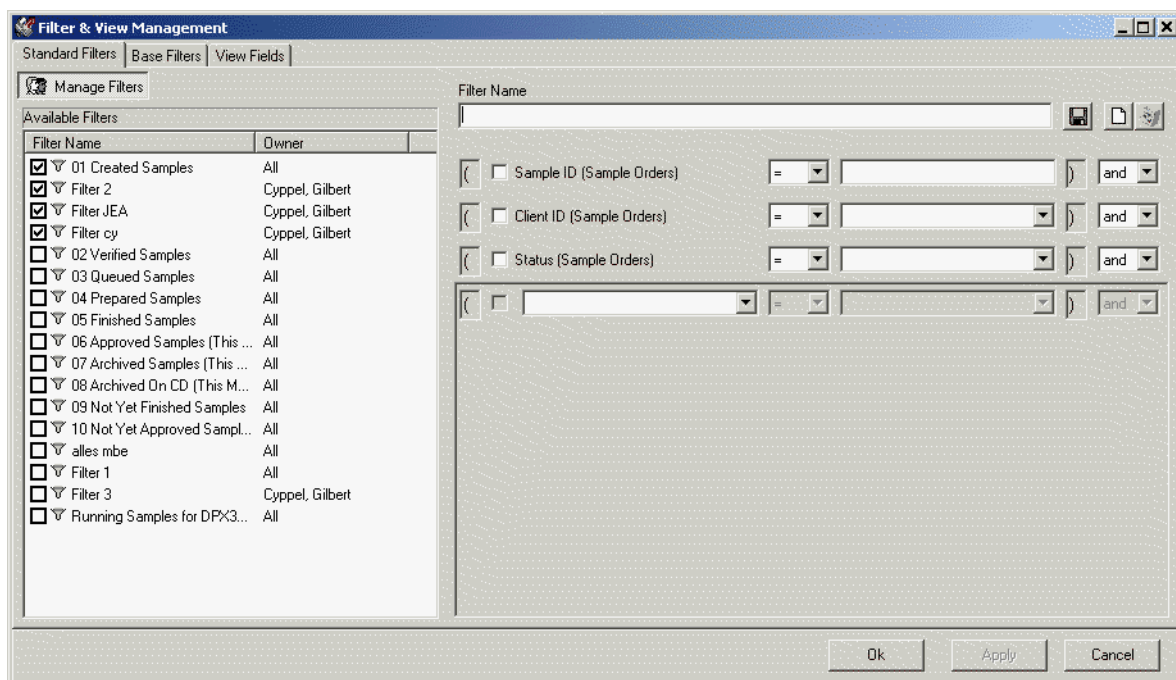 Filter & View Management
Standard Filters Base Filters View Fields
Manage Filters
Available Filters
Filter Name Owner
01 Created Samples All
Filter 2 Cyppel, Gilbert
Filter JEA Cyppel, Gilbert
Filter cy Cyppel, Gilbert
02 Verified Samples All
03 Queued Samples All
04 Prepared Samples All
05 Finished Samples All
06 Approved Samples (This ... All
07 Archived Samples (This ... All
08 Archived On CD (This M... All
09 Not Yet Finished Samples All
10 Not Yet Approved Sampl... All
alles mbe All
Filter 1 All
Filter 3 Cyppel, Gilbert
Running Samples for DPX3... All
Filter Name
( Sample ID (Sample Orders) = ) and
( Client ID (Sample Orders) = ) and
( Status (Sample Orders) = ) and
( = ) and
Ok Apply Cancel